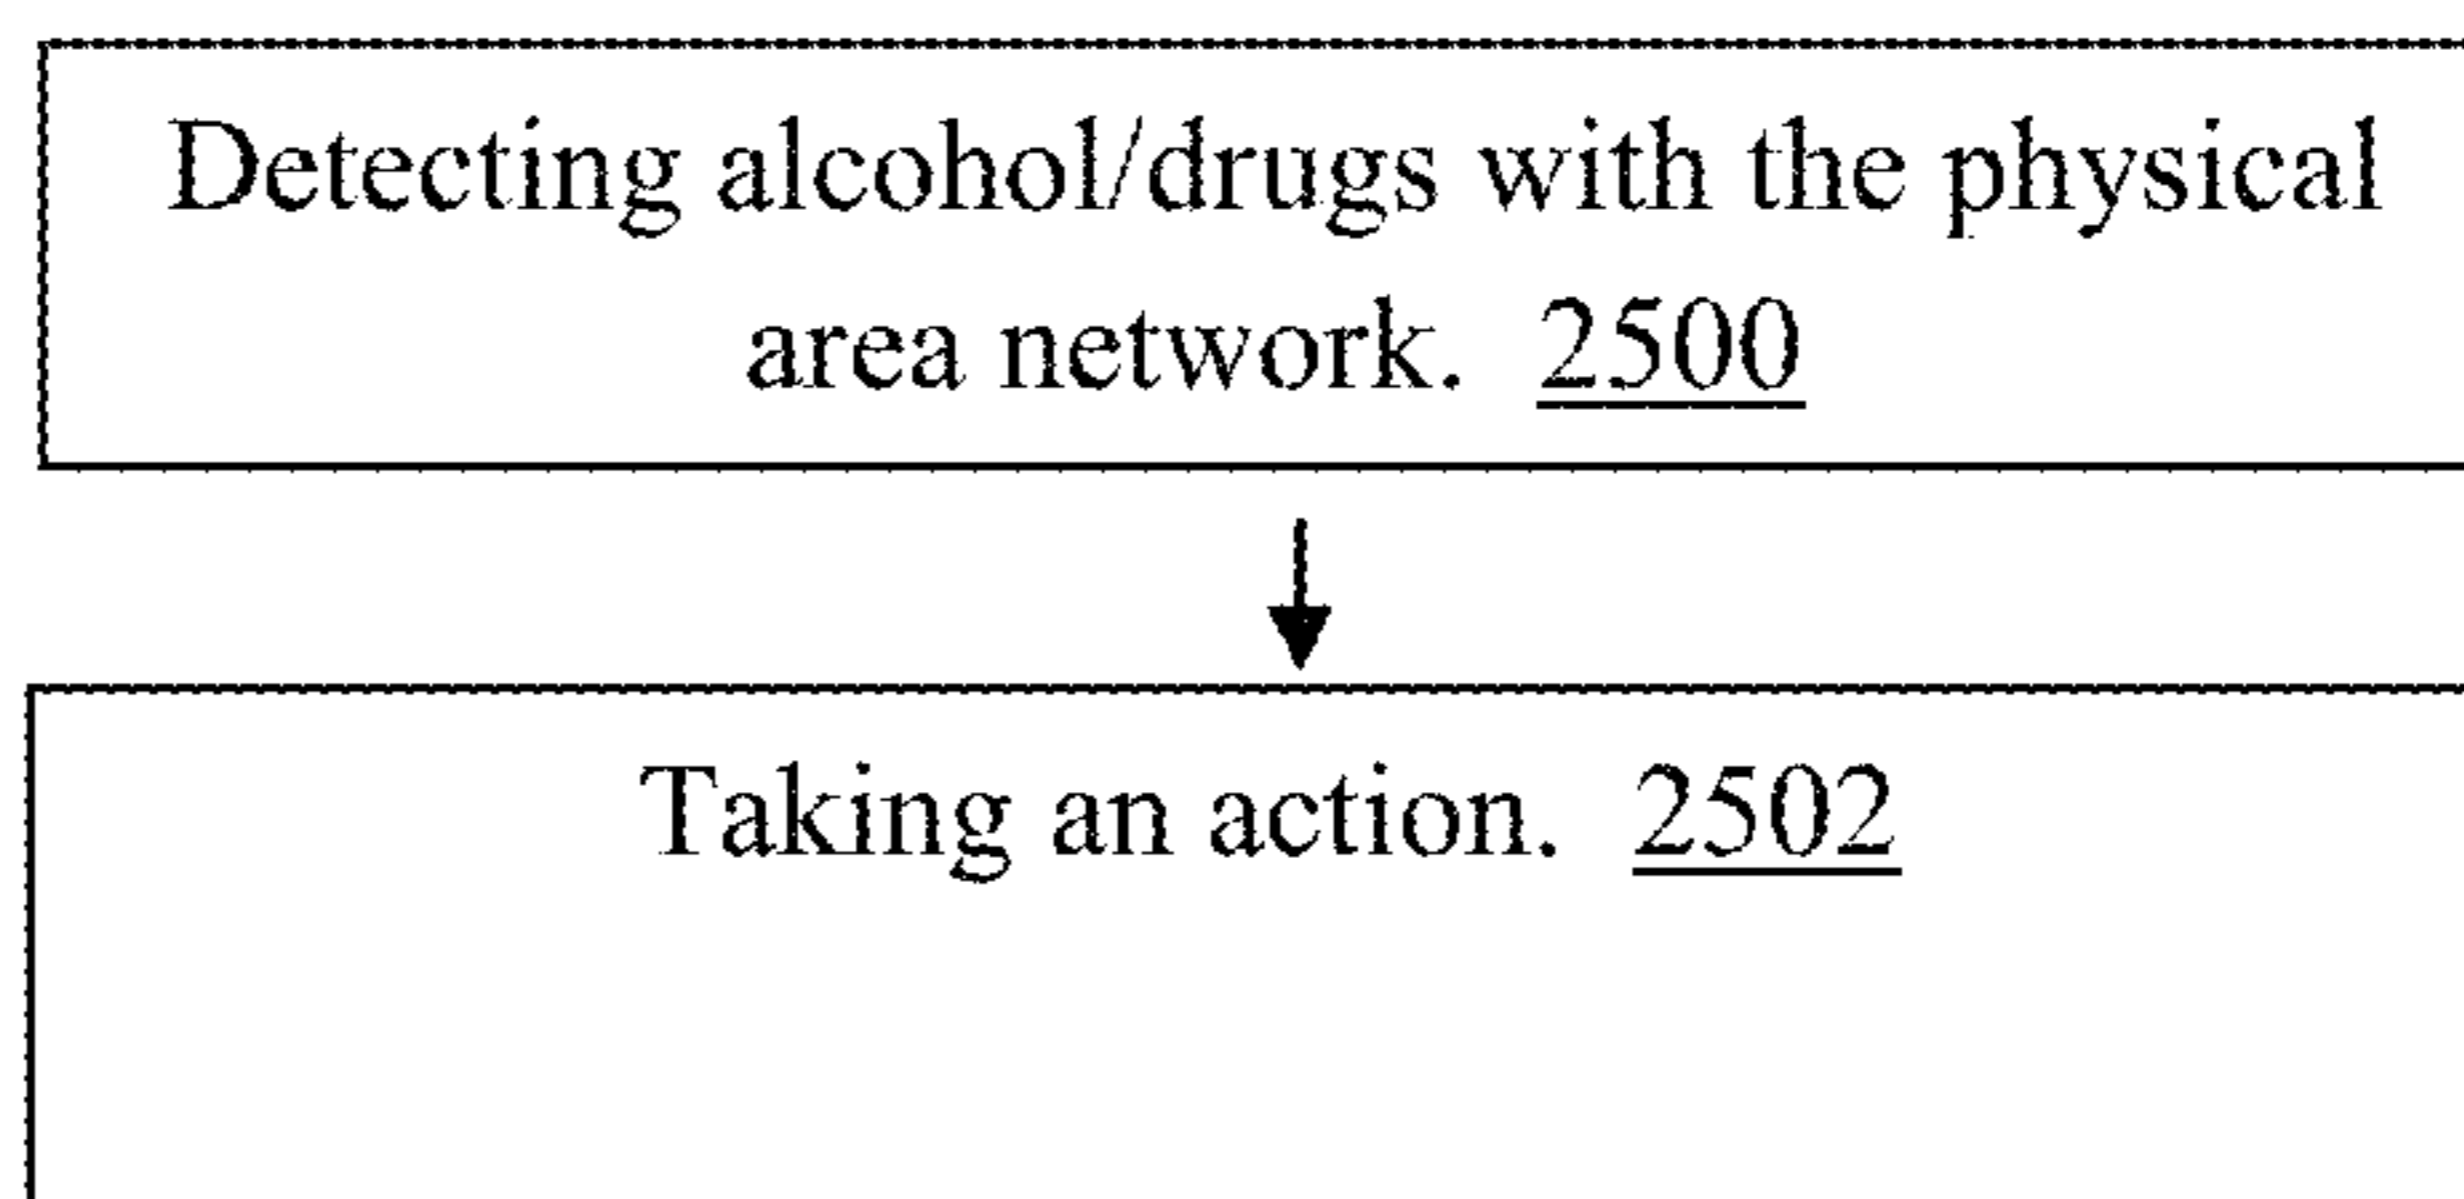 Detecting alcohol/drugs with the physical
area network. 2500
Taking an action. 2502